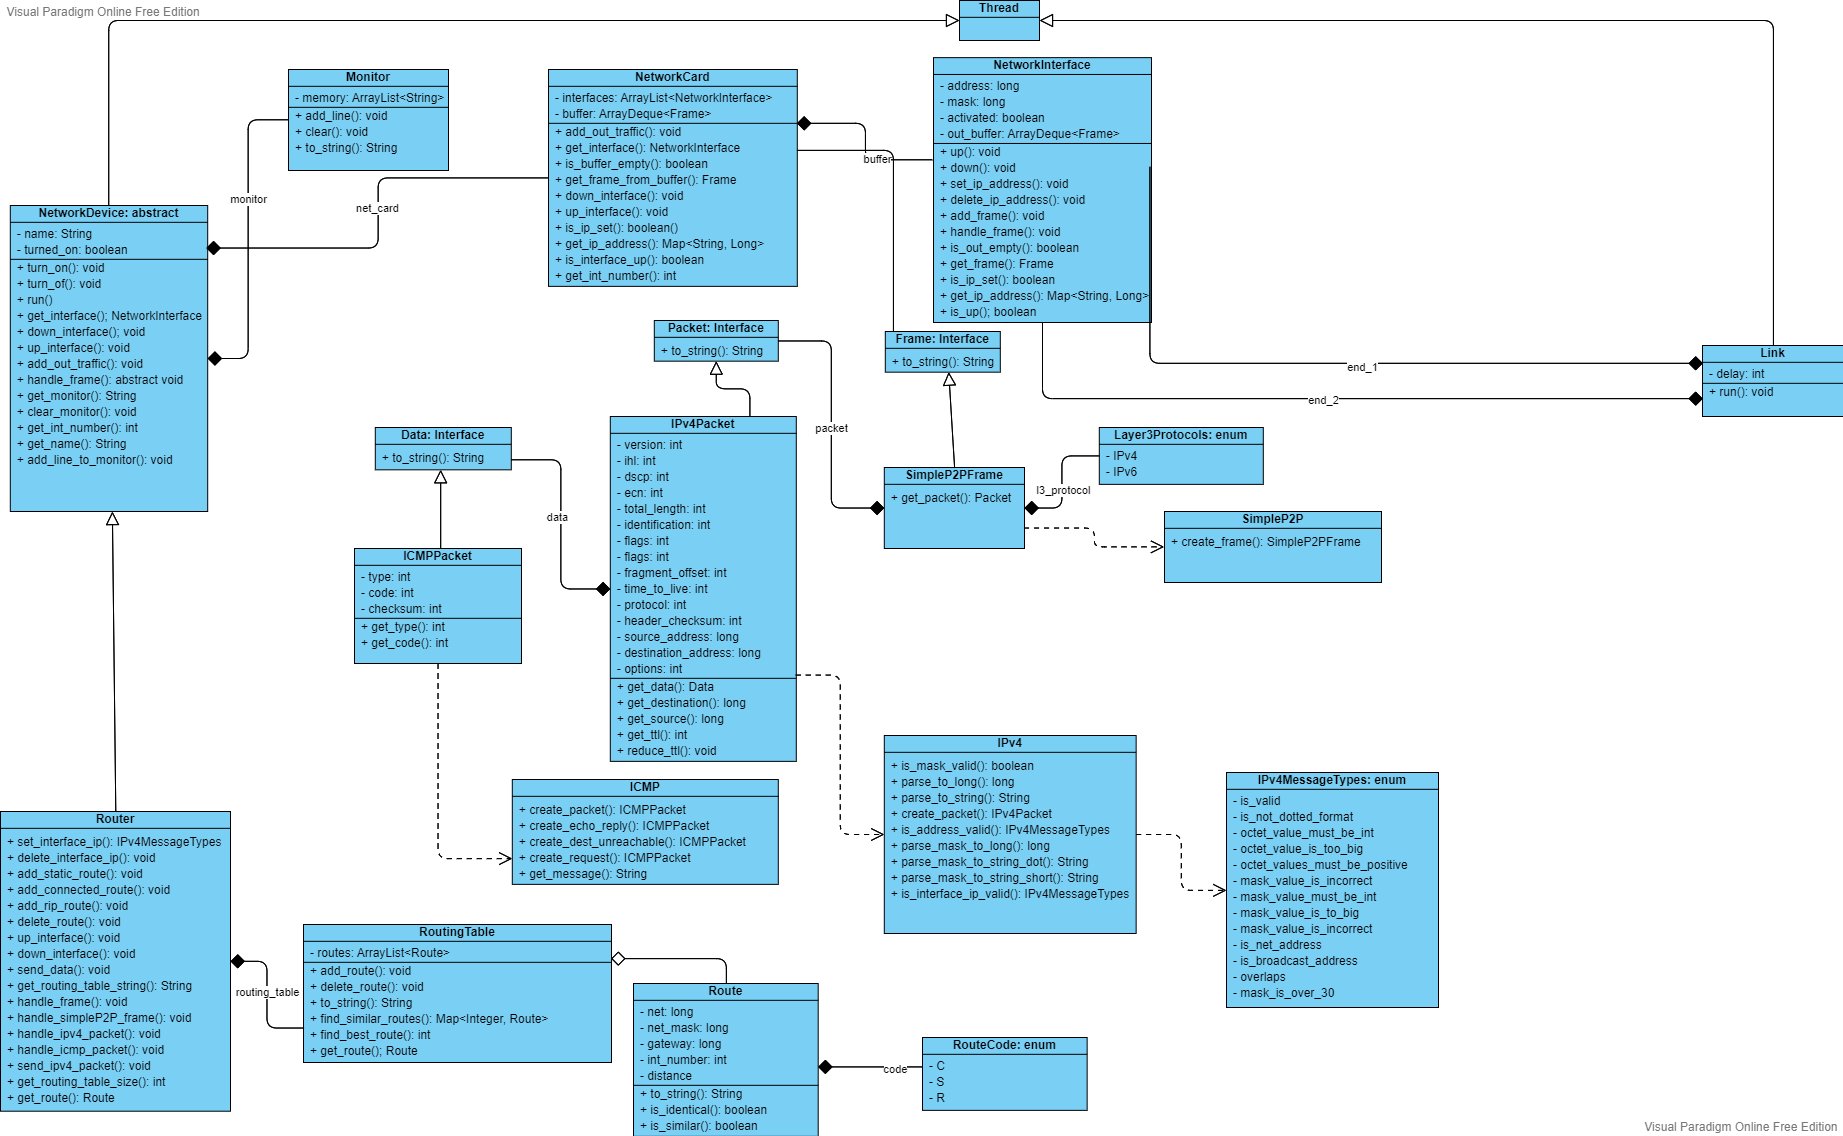 Visual Paradigm Online Free Edition
Thread
Monitor
- memory: ArrayList<String>
+ add_line(): void
+ clear(): void
+ to_string(): String
NetworkCard
- interfaces: ArrayList<NetworkInterface>
- buffer: ArrayDeque<Frame>
+ add_out_traffic(): void
+ get_interface(): NetworkInterface
+ is_buffer_empty(): boolean
+ get_frame_from_buffer(): Frame
+ down_interface(): void
+ up_interface(): void
+ is_ip_set(): boolean()
+ get_ip_address(): Map<String, Long>
+ is_interface_up(): boolean
+ get_int_number(): int
NetworkInterface
- address: long
- mask: long
- activated: boolean
- out_buffer: ArrayDeque<Frame>
+ up(): void
+ down(): void
+ set_ip_address(): void
+ delete_ip_address(): void
+ add_frame(): void
+ handle_frame(): void
+ is_out_empty(): boolean
+ get_frame(): Frame
+ is_ip_set(): boolean
+ get_ip_address(): Map<String, Long>
+ is_up(); boolean
buffer
monitor
net_card
NetworkDevice: abstract
- name: String
- turned_on: boolean
+ turn_on(): void
+ turn_of(): void
+ run()
+ get_interface(); NetworkInterface
+ down_interface(); void
+ up_interface(): void
+ add_out_traffic(): void
+ handle_frame(): abstract void
+ get_monitor(): String
+ clear_monitor(): void
+ get_int_number(): int
+ get_name(): String
+ add_line_to_monitor(): void
Packet: Interface
+ to_string(): String
Frame: Interface
+ to_string(): String
Link
- delay: int
+ run(): void
end_1
end_2
packet
Data: Interface
+ to_string(): String
data
IPv4Packet
- version: int
- ihl: int
- dscp: int
- ecn: int
- total_length: int
- identification: int
- flags: int
- flags: int
- fragment_offset: int
- time_to_live: int
- protocol: int
- header_checksum: int
- source_address: long
- destination_address: long
- options: int
+ get_data(): Data
+ get_destination(): long
+ get_source(): long
+ get_ttl(): int
+ reduce_ttl(): void
SimpleP2PFrame
+ get_packet(): Packet
l3_protocol
Layer3Protocols: enum
- IPv4
- IPv6
SimpleP2P
+ create_frame(): SimpleP2PFrame
ICMPPacket
- type: int
- code: int
- checksum: int
+ get_type(): int
+ get_code(): int
ICMP
+ create_packet(): ICMPPacket
+ create_echo_reply(): ICMPPacket
+ create_dest_unreachable(): ICMPPacket
+ create_request(): ICMPPacket
+ get_message(): String
IPv4
+ is_mask_valid(): boolean
+ parse_to_long(): long
+ parse_to_string(): String
+ create_packet(): IPv4Packet
+ is_address_valid(): IPv4MessageTypes
+ parse_mask_to_long(): long
+ parse_mask_to_string_dot(): String
+ parse_mask_to_string_short(): String
+ is_interface_ip_valid(): IPv4MessageTypes
IPv4MessageTypes: enum
- is_valid
- is_not_dotted_format
- octet_value_must_be_int
- octet_value_is_too_big
- octet_values_must_be_positive
- mask_value_is_incorrect
- mask_value_must_be_int
- mask_value_is_to_big
- mask_value_is_incorrect
- is_net_address
- is_broadcast_address
- overlaps
- mask_is_over_30
Router
+ set_interface_ip(): IPv4MessageTypes
+ delete_interface_ip(): void
+ add_static_route(): void
+ add_connected_route(): void
+ add_rip_route(): void
+ delete_route(): void
+ up_interface(): void
+ down_interface(): void
+ send_data(): void
+ get_routing_table_string(): String
+ handle_frame(): void
+ handle_simpleP2P_frame(): void
+ handle_ipv4_packet(): void
+ handle_icmp_packet(): void
+ send_ipv4_packet(): void
+ get_routing_table_size(): int
+ get_route(): Route
routing_table
RoutingTable
- routes: ArrayList<Route>
+ add_route(): void
+ delete_route(): void
+ to_string(): String
+ find_similar_routes(): Map<Integer, Route>
+ find_best_route(): int
+ get_route(); Route
Route
- net: long
- net_mask: long
- gateway: long
- int_number: int
- distance
+ to_string(): String
+ is_identical(): boolean
+ is_similar(): boolean
code
RouteCode: enum
- C
- S
- R
Visual Paradigm Online Free Edition